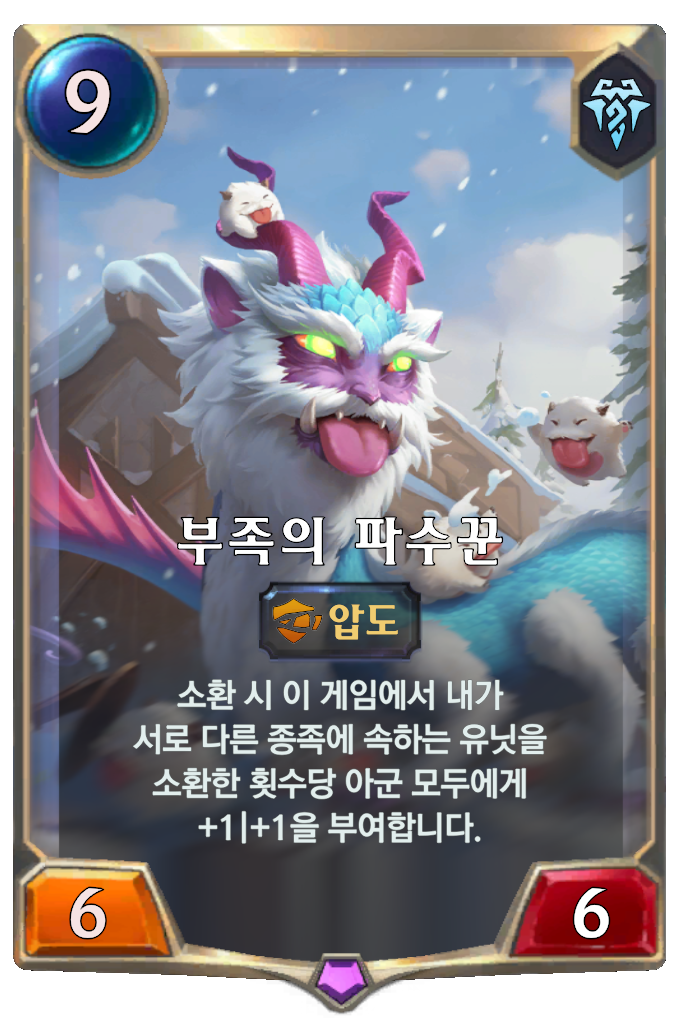 9
부족의 파수꾼
압도
소환 시 이 게임에서 내가
서로 다른 종족에 속하는 유닛을
소환한 횟수당 아군 모두에게
+1|+1을 부여합니다.
6
6